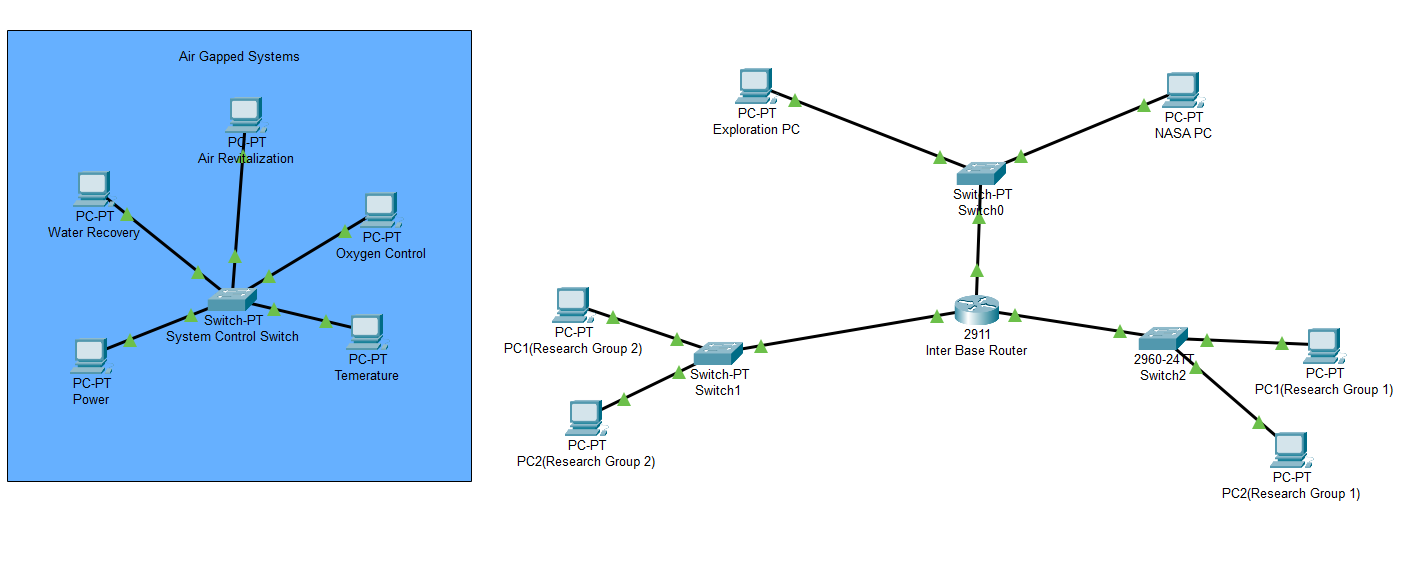 Air Gapped Systems
PC-PT
Air Revitalization
PC-PT
Water Recovery
PC-PT
Oxygen Control
Switch-PT
System Control Switch
PC-PT
Temerature
PC-PT
Power
PC-PT
Exploration PC
PC-PT
NASA PC
Switch-PT
Switch0
PC-PT
PC1(Research Group 2)
2911
Inter Base Router
Switch-PT
Switch1
2960-24TT
Switch2
PC-PT
PC1(Research Group 1)
PC-PT
PC2(Research Group 2)
PC-PT
PC2(Research Group 1)